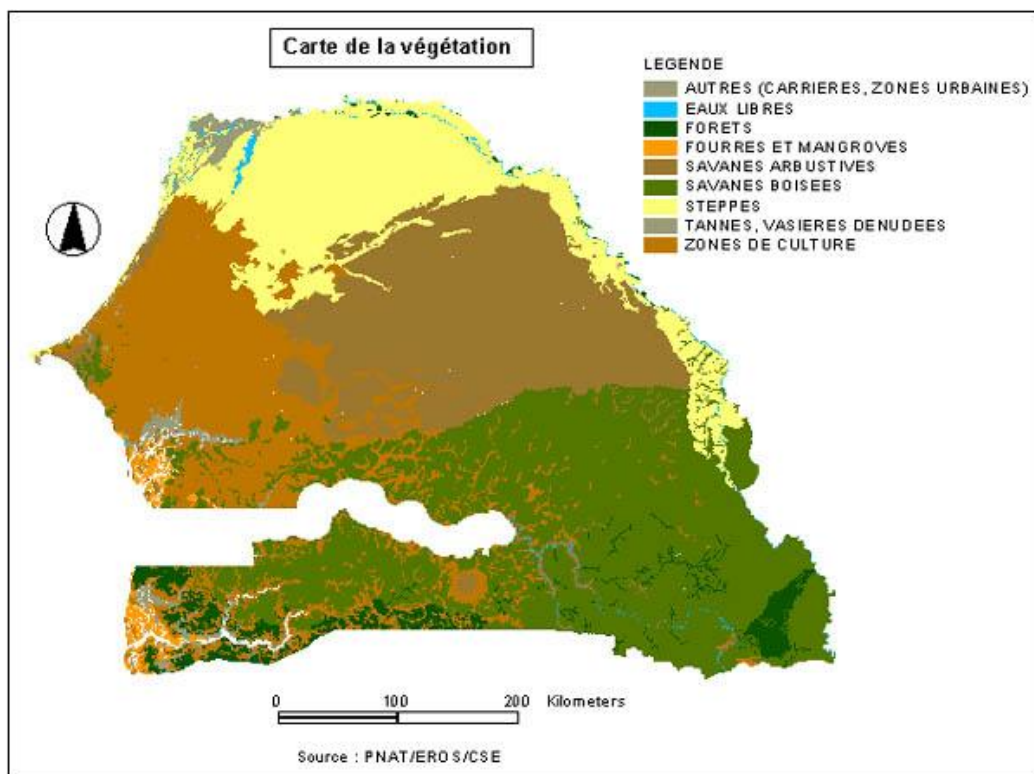 Carte de la végétation
LEGENDE
AUTRES (CARRIERES, ZONES URBAINES)
EAUX LIBRES
FORETS
FOURRES ET MANGROVES
SAVANES ARBUSTIVES
SAVANES BOISEES
STEPPES
TANNES, VASIERES DENUDEES
ZONES DE CULTURE
0 100 200 Kilometers
Source : PNAT/EROS/CSE